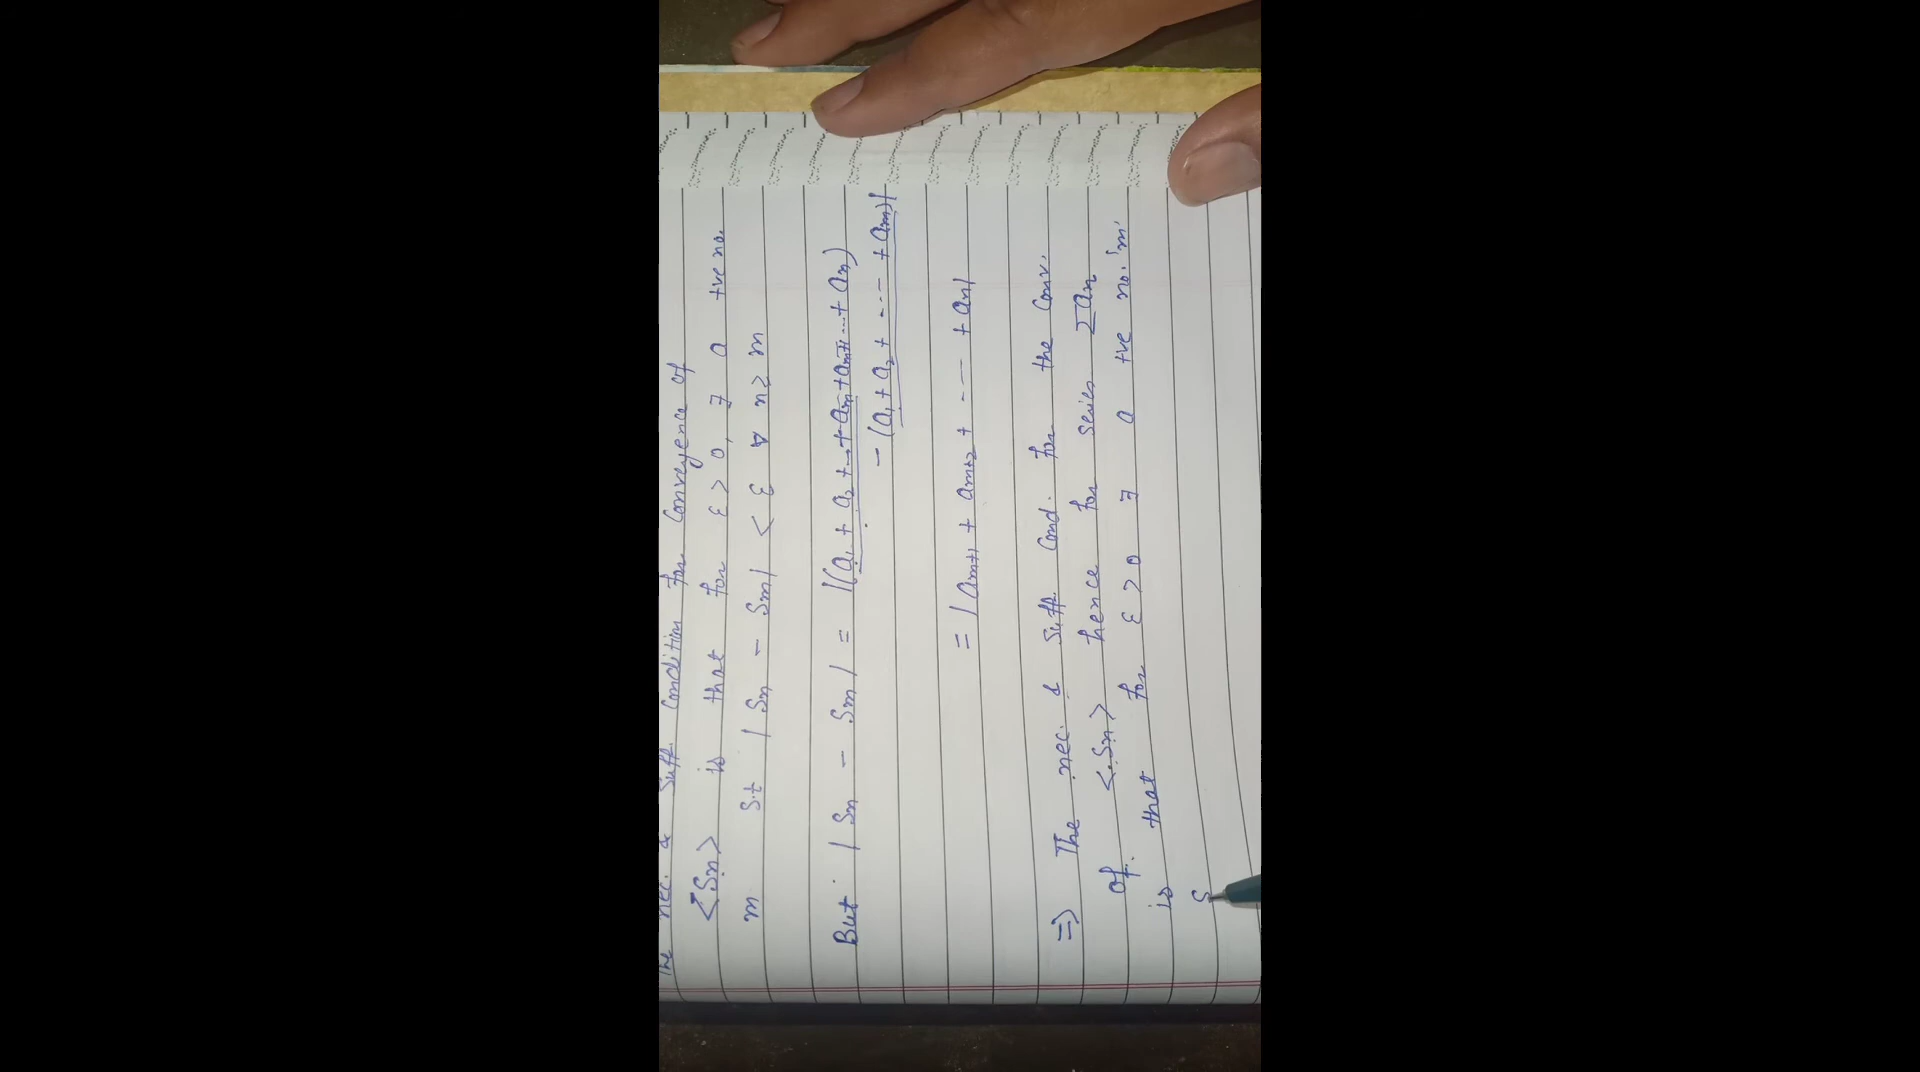 The nec. & suff. Condition for Convergence of
<Sn> is that for ε > 0, ∃ a +ve no.
m s.t | Sn - Sm | < ε ∀ n ≥ m
But | Sn - Sm | = |(a1 + a2 + ... + am + am+1 ... + an)
- (a1 + a2 + ---- + am)|
= | am+1 + am+2 + ---- + an |
=> The nec. & suff. Cond. for the Conv.
of <Sn> hence for series Σan
is that for ε > 0 ∃ a +ve no. 'm'
S